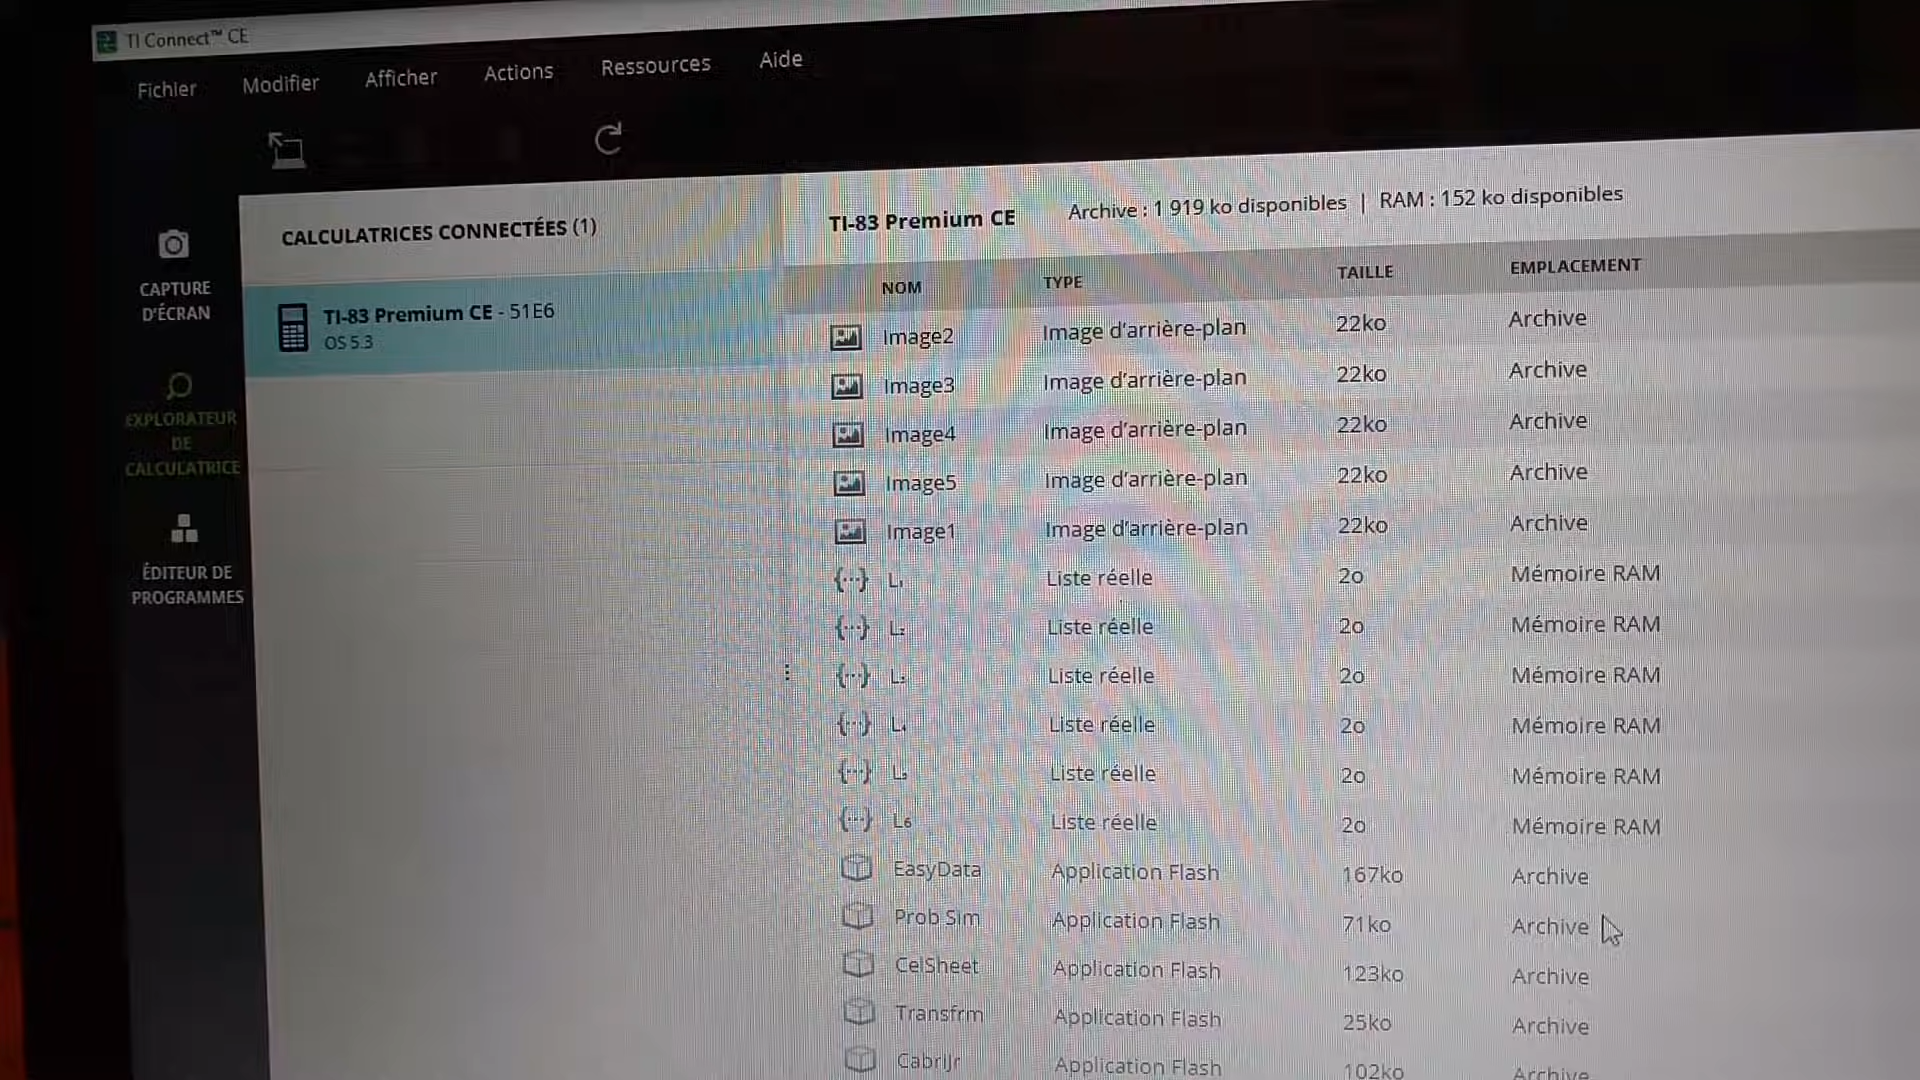 TI Connect™ CE
Fichier Modifier Afficher Actions Ressources Aide
CAPTURE
D'ÉCRAN
EXPLORATEUR
DE
CALCULATRICE
ÉDITEUR DE
PROGRAMMES
CALCULATRICES CONNECTÉES (1)
TI-83 Premium CE - 51E6
OS 5.3
TI-83 Premium CE Archive : 1 919 ko disponibles | RAM : 152 ko disponibles
NOM TYPE TAILLE EMPLACEMENT
Image2 Image d'arrière-plan 22ko Archive
Image3 Image d'arrière-plan 22ko Archive
Image4 Image d'arrière-plan 22ko Archive
Image5 Image d'arrière-plan 22ko Archive
Image1 Image d'arrière-plan 22ko Archive
L₁ Liste réelle 2o Mémoire RAM
L₂ Liste réelle 2o Mémoire RAM
L₃ Liste réelle 2o Mémoire RAM
L₄ Liste réelle 2o Mémoire RAM
L₅ Liste réelle 2o Mémoire RAM
L₆ Liste réelle 2o Mémoire RAM
EasyData Application Flash 167ko Archive
Prob Sim Application Flash 71ko Archive
CelSheet Application Flash 123ko Archive
Transfrm Application Flash 25ko Archive
CabriJr Application Flash 102ko Archive